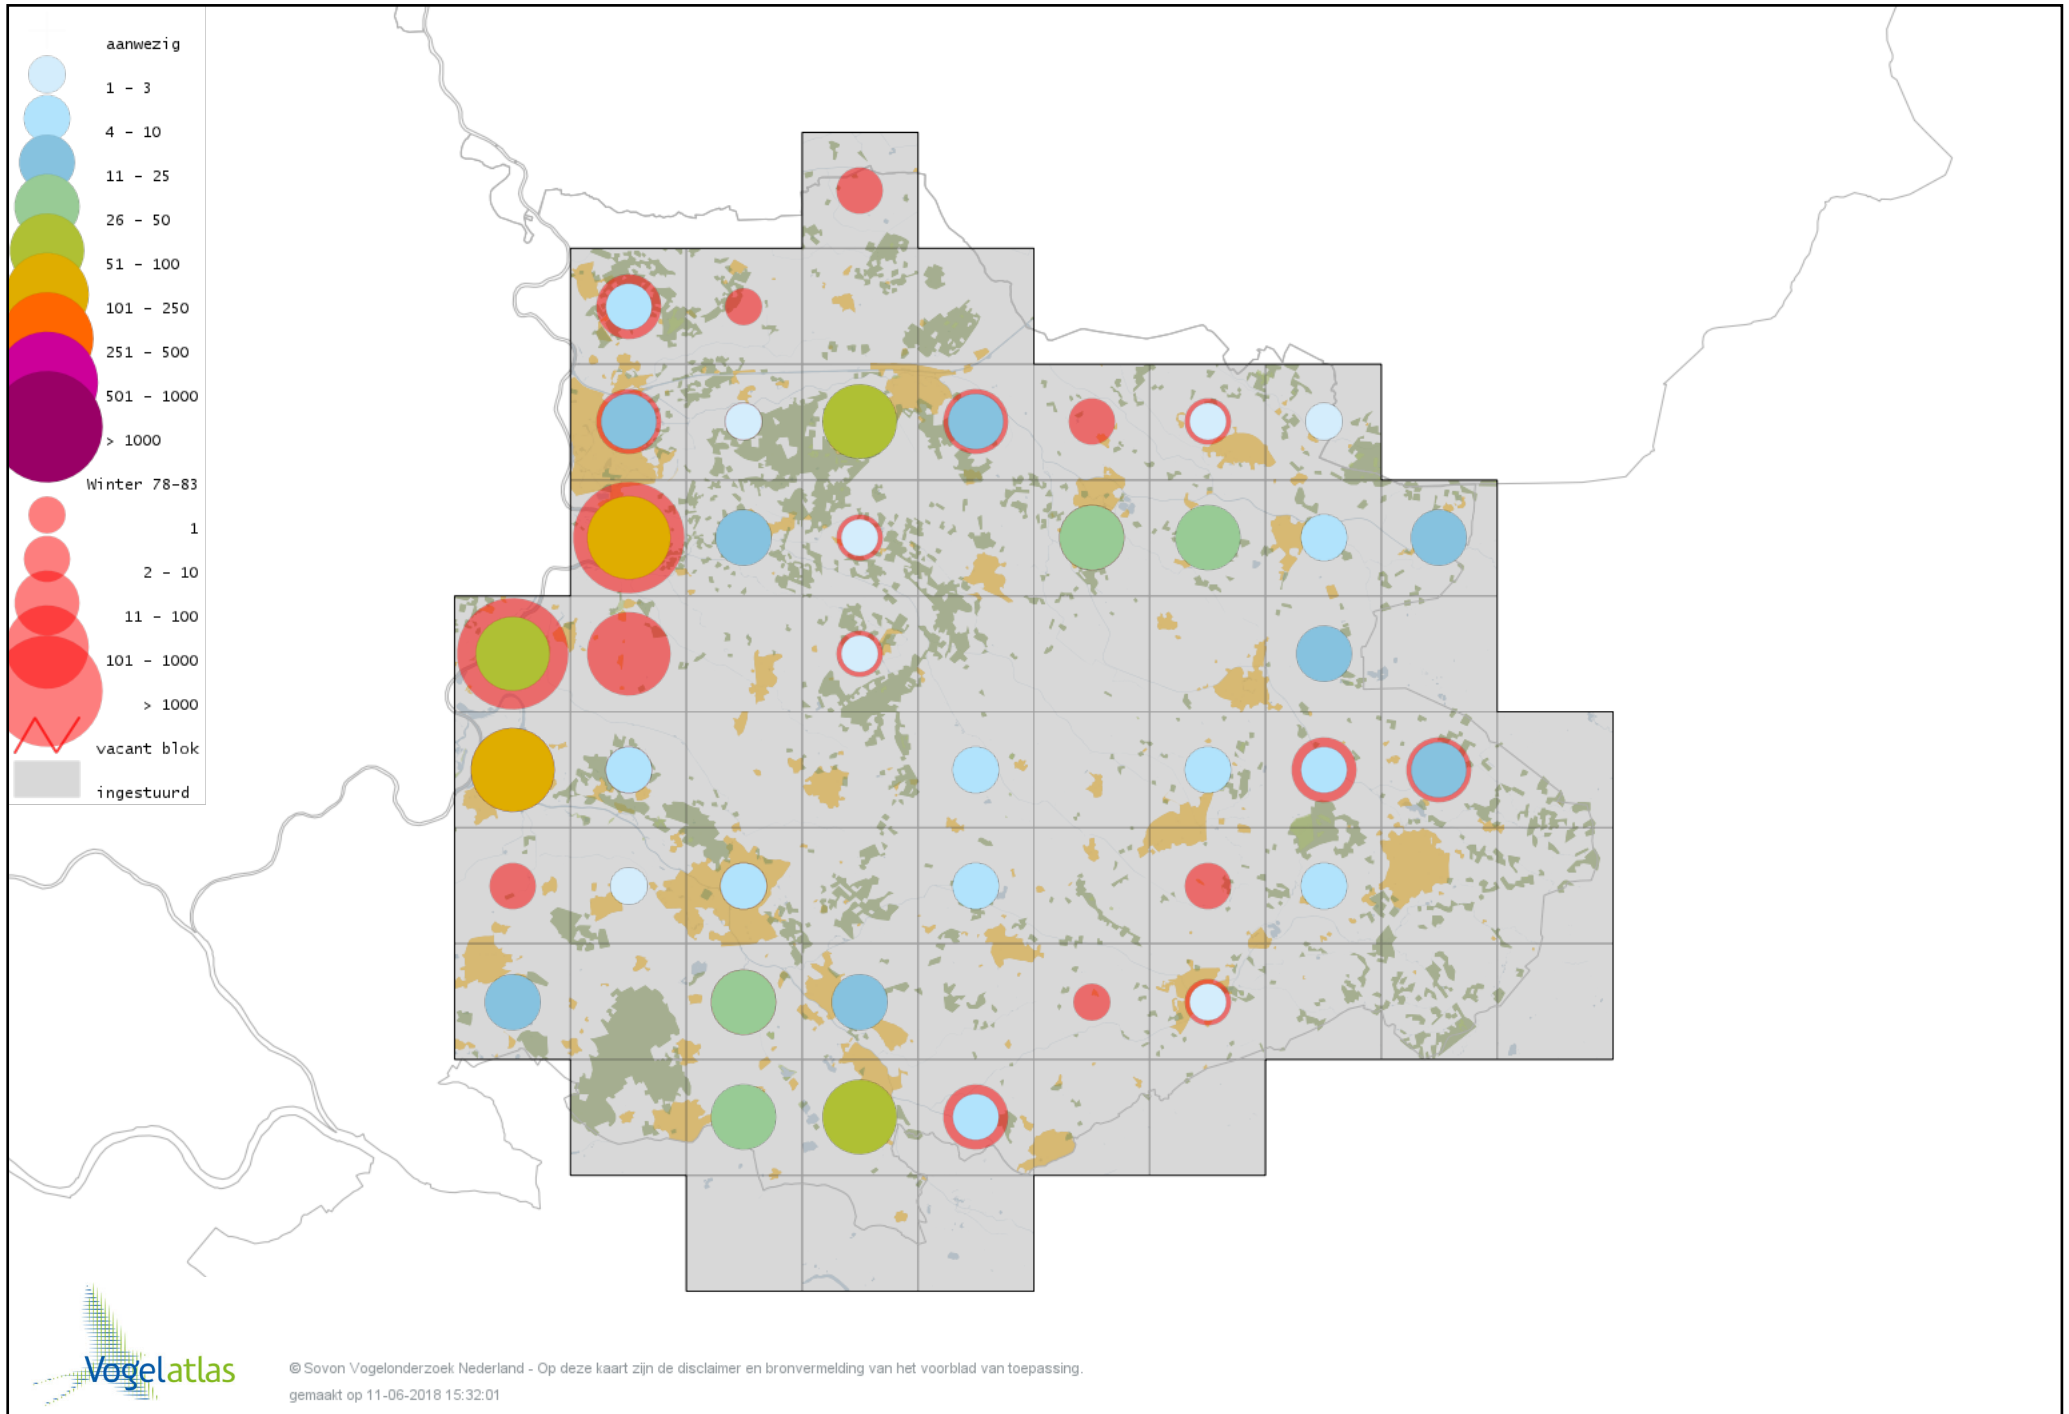 aanwezig
1 – 3
4 – 10
11 – 25
26 – 50
51 – 100
101 – 250
251 – 500
501 – 1000
> 1000
Winter 78-83
1
2 – 10
11 – 100
101 – 1000
> 1000
vacant blok
ingestuurd
Vogelatlas
© Sovon Vogelonderzoek Nederland - Op deze kaart zijn de disclaimer en bronvermelding van het voorblad van toepassing.
gemaakt op 11-06-2018 15:32:01